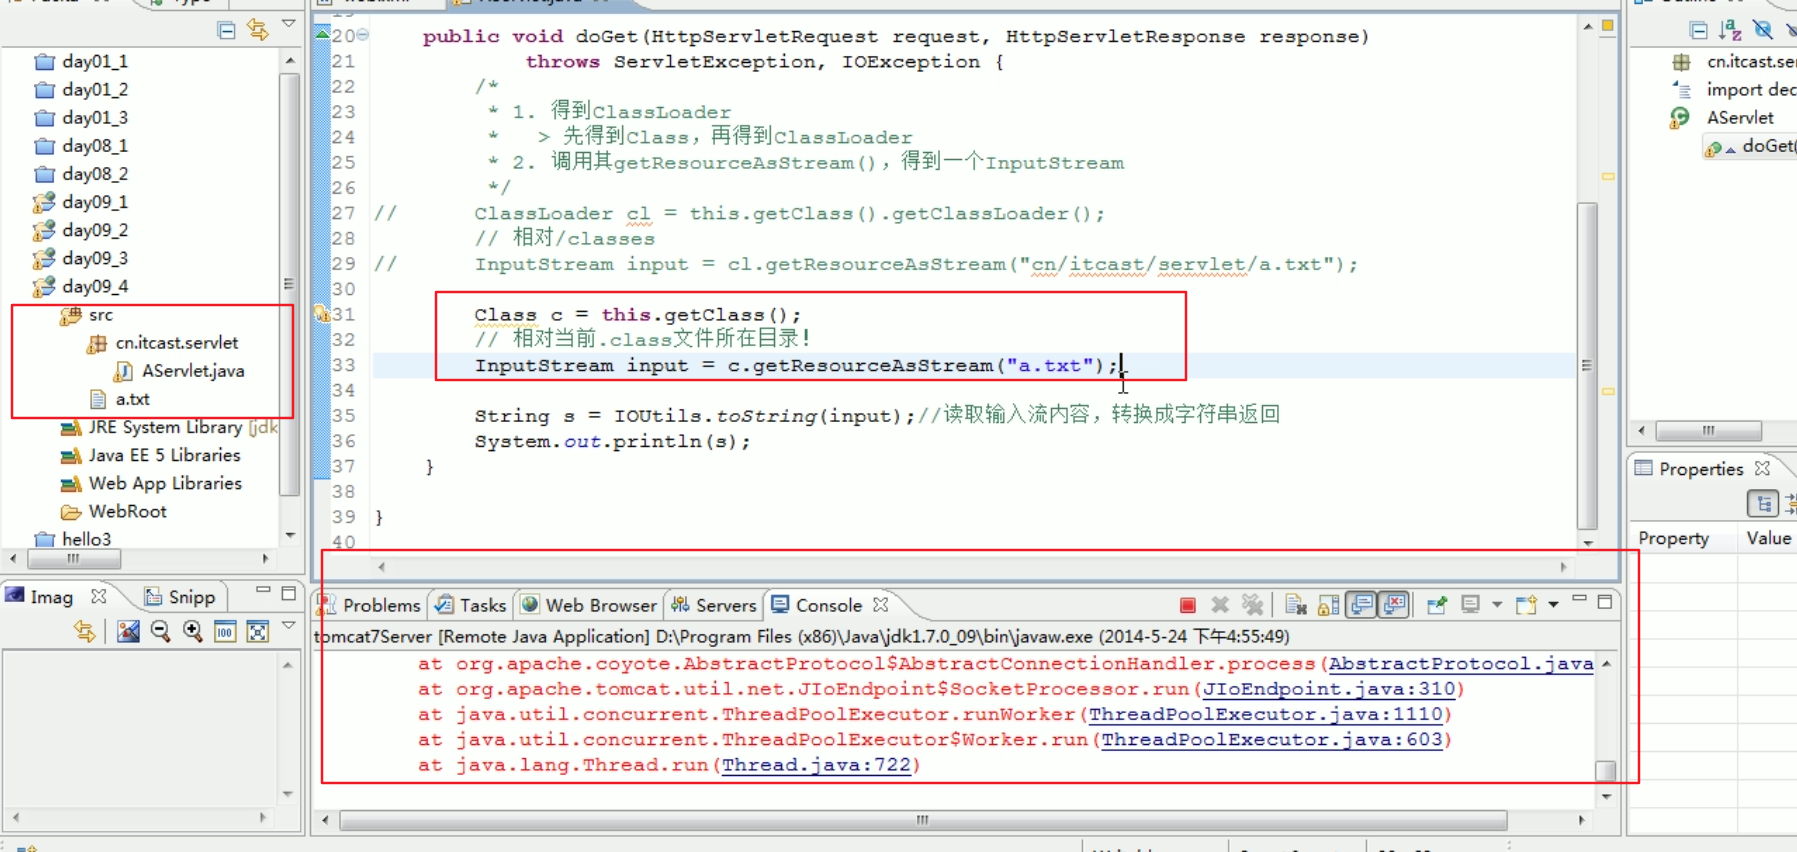 day01_1
day01_2
day01_3
day08_1
day08_2
day09_1
day09_2
day09_3
day09_4
src
cn.itcast.servlet
AServlet.java
a.txt
JRE System Library [jdk
Java EE 5 Libraries
Web App Libraries
WebRoot
hello3
Imag
Snipp
20 public void doGet(HttpServletRequest request, HttpServletResponse response)
21 throws ServletException, IOException {
22 /*
23 * 1. 得到ClassLoader
24 * > 先得到Class，再得到ClassLoader
25 * 2. 调用其getResourceAsStream()，得到一个InputStream
26 */
27 // ClassLoader cl = this.getClass().getClassLoader();
28 // 相对/classes
29 // InputStream input = cl.getResourceAsStream("cn/itcast/servlet/a.txt");
30
31 Class c = this.getClass();
32 // 相对当前.class文件所在目录！
33 InputStream input = c.getResourceAsStream("a.txt");
34
35 String s = IOUtils.toString(input);//读取输入流内容，转换成字符串返回
36 System.out.println(s);
37 }
38
39 }
40
Problems Tasks Web Browser Servers Console
tomcat7Server [Remote Java Application] D:\Program Files (x86)\Java\jdk1.7.0_09\bin\javaw.exe (2014-5-24 下午4:55:49)
at org.apache.coyote.AbstractProtocol$AbstractConnectionHandler.process(AbstractProtocol.java
at org.apache.tomcat.util.net.JIoEndpoint$SocketProcessor.run(JIoEndpoint.java:310)
at java.util.concurrent.ThreadPoolExecutor.runWorker(ThreadPoolExecutor.java:1110)
at java.util.concurrent.ThreadPoolExecutor$Worker.run(ThreadPoolExecutor.java:603)
at java.lang.Thread.run(Thread.java:722)
cn.itcast.ser
import dec
AServlet
doGet(
Properties
Property Value